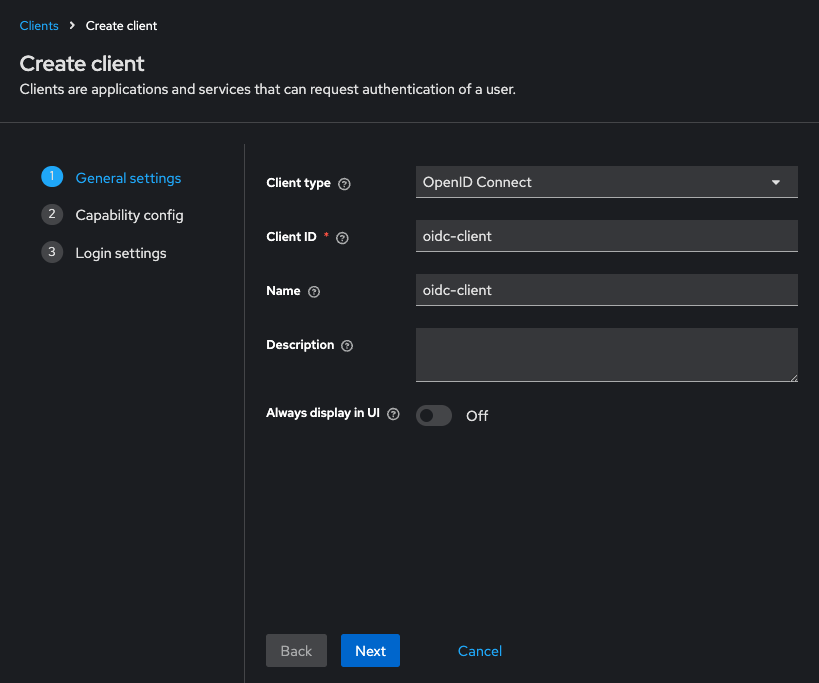 Clients > Create client
Create client
Clients are applications and services that can request authentication of a user.
1 General settings
2 Capability config
3 Login settings
Client type ? OpenID Connect
Client ID * ? oidc-client
Name ? oidc-client
Description ?
Always display in UI ? Off
Back Next Cancel